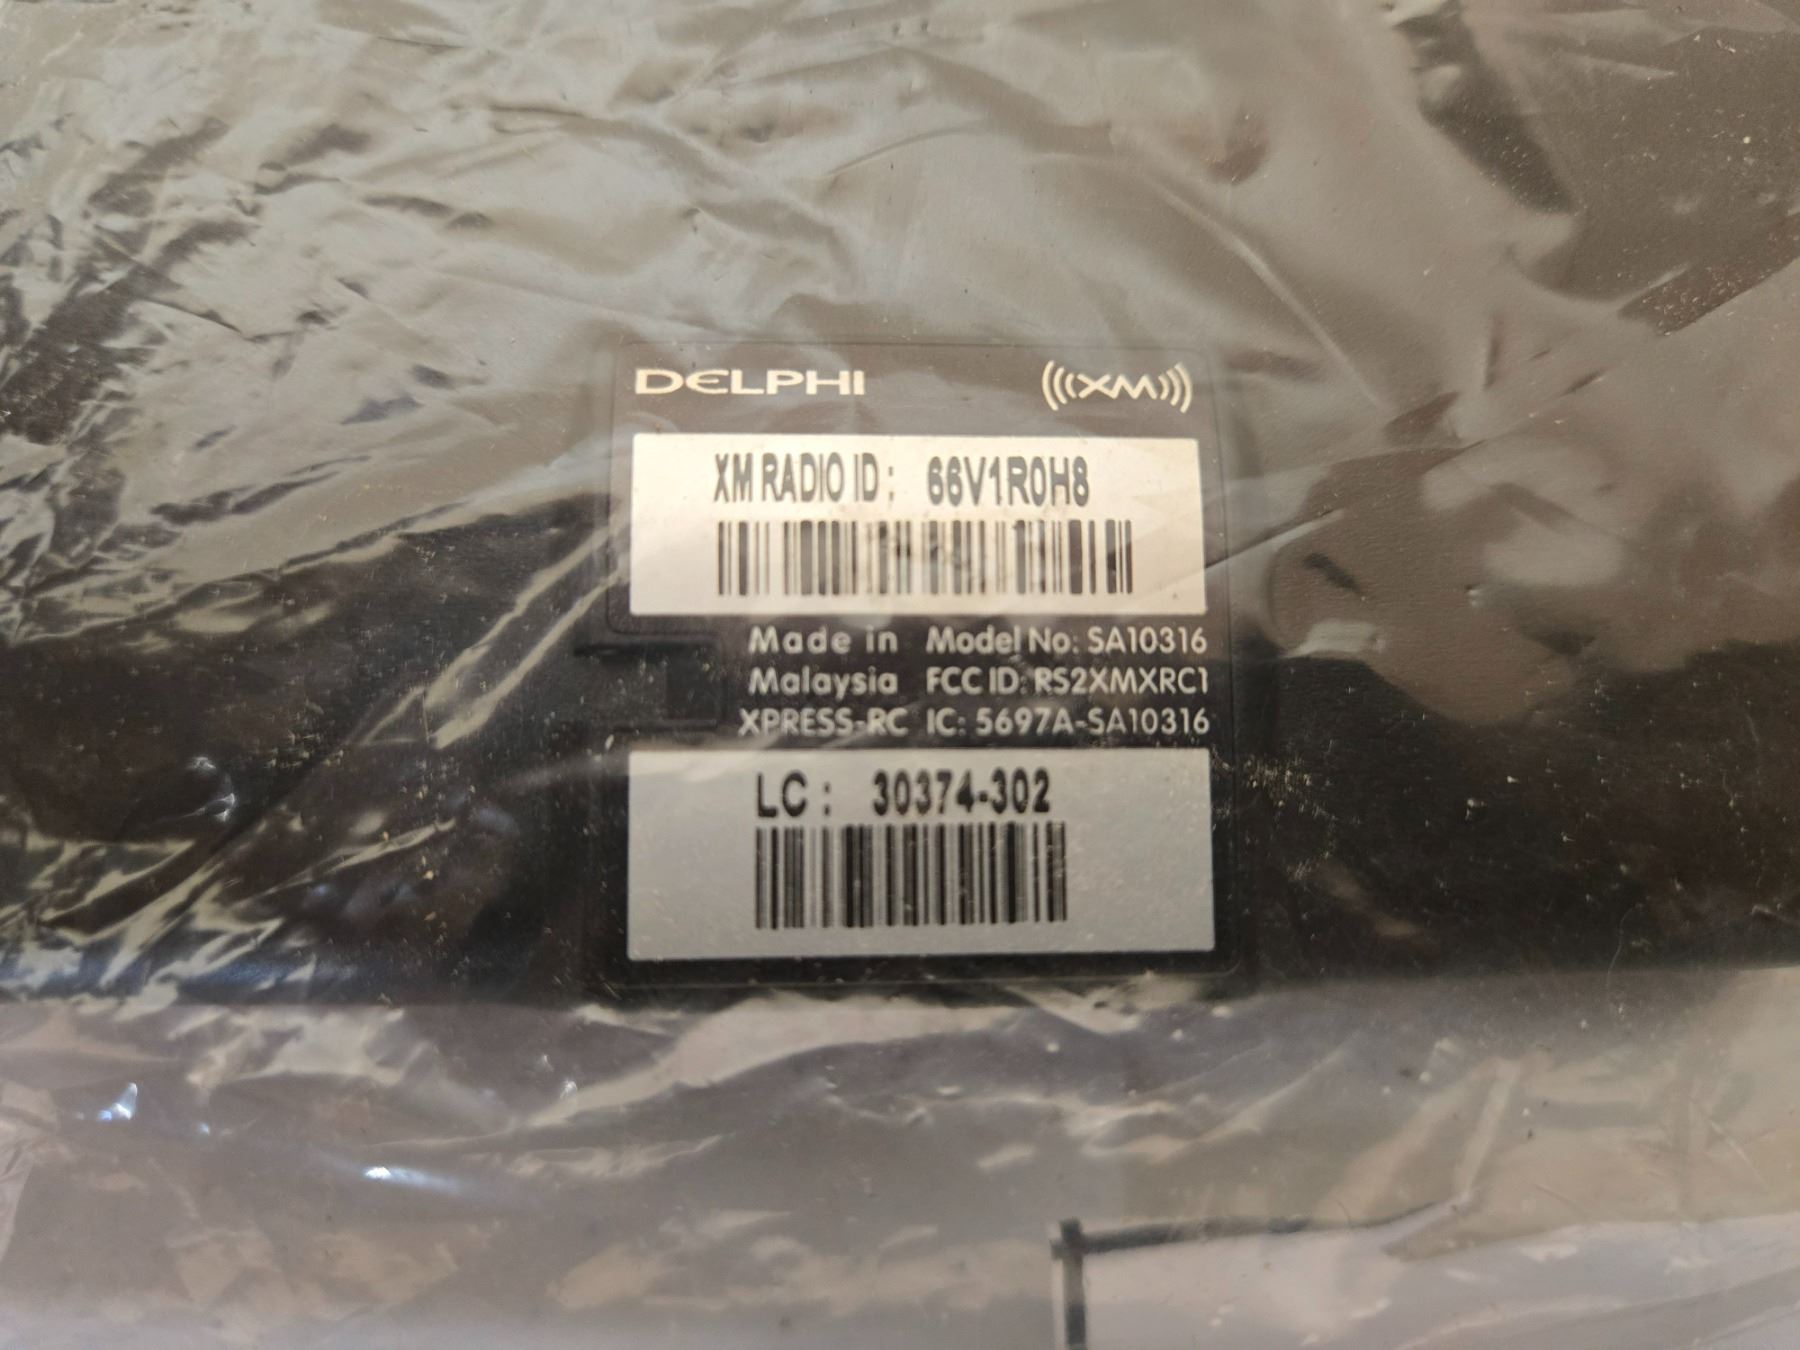 DELPHI (((XM)))
XM RADIO ID: 66V1R0H8
Made in Model No: SA10316
Malaysia FCC ID: RS2XMXRC1
XPRESS-RC IC: 5697A-SA10316
LC: 30374-302